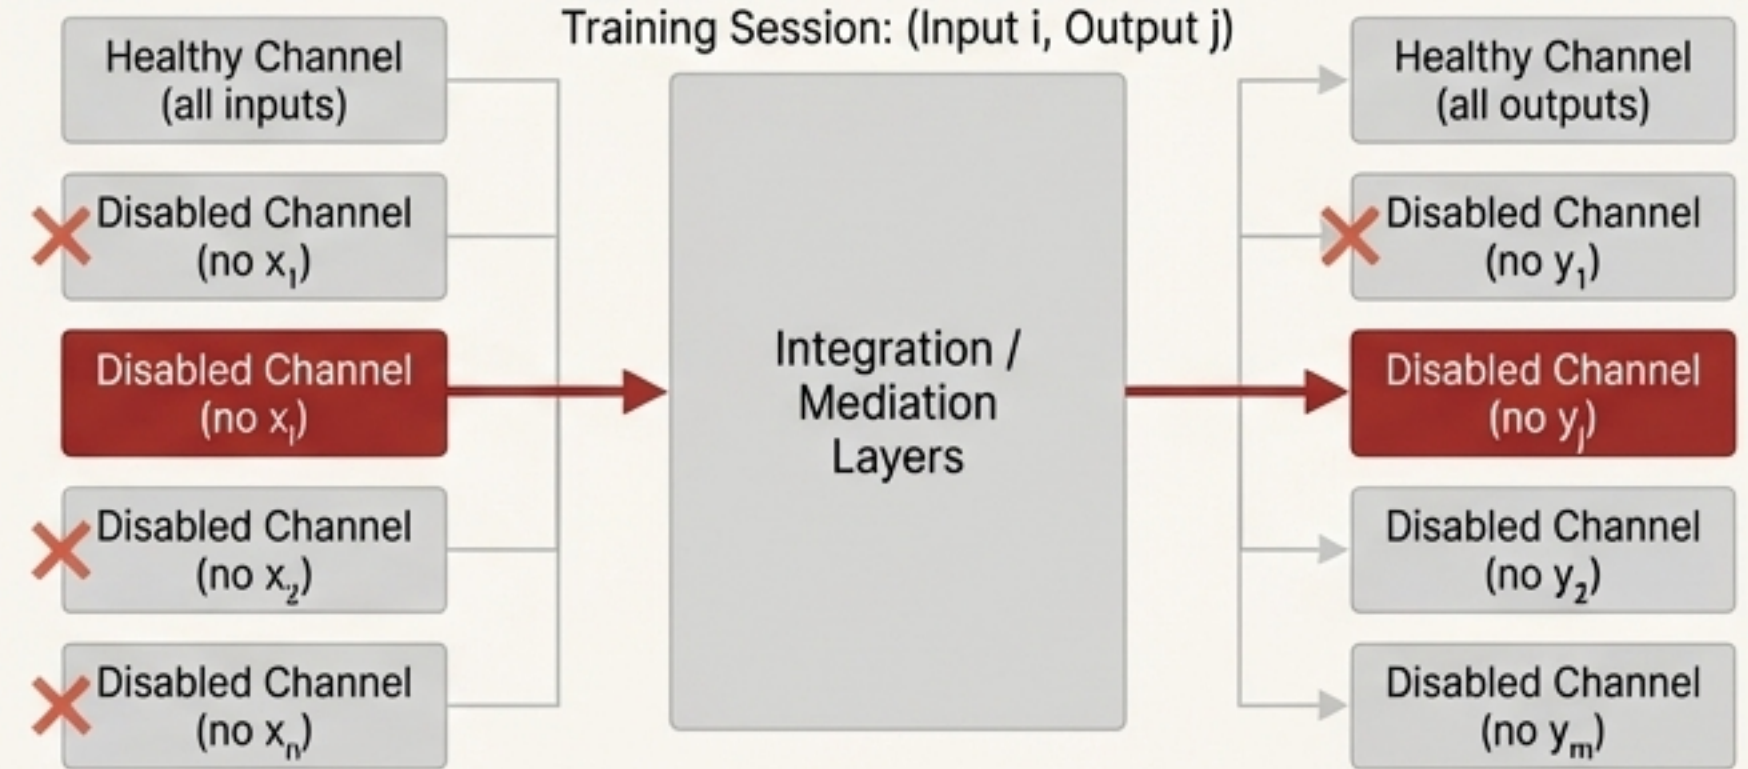 Training Session: (Input i, Output j)
Healthy Channel
(all inputs)
Disabled Channel
(no x₁)
Disabled Channel
(no xᵢ)
Disabled Channel
(no x₂)
Disabled Channel
(no xₙ)
Integration /
Mediation
Layers
Healthy Channel
(all outputs)
Disabled Channel
(no y₁)
Disabled Channel
(no yⱼ)
Disabled Channel
(no y₂)
Disabled Channel
(no yₘ)